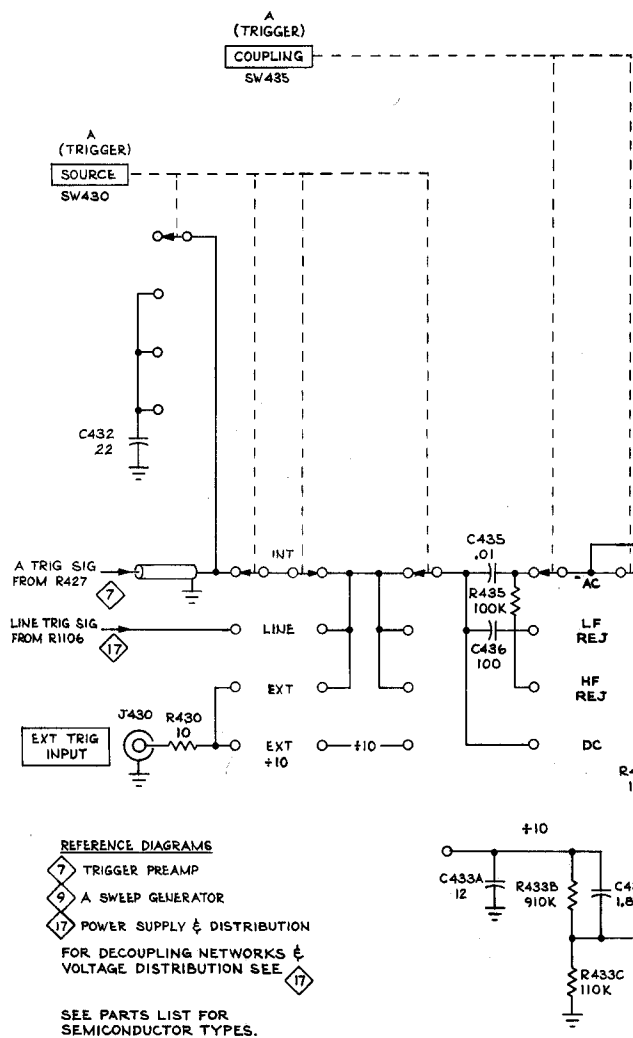 A
(TRIGGER)
COUPLING
SW435
A
(TRIGGER)
SOURCE
SW430
C432
22
A TRIG SIG
FROM R427
7
INT
C435
.01
R435
100K
AC
LINE TRIG SIG
FROM R1106
17
LINE
C436
100
LF
REJ
EXT
HF
REJ
J430
R430
10
EXT TRIG
INPUT
EXT
÷10
÷10
DC
÷10
C433A
12
R433B
910K
1.8
R433C
110K
REFERENCE DIAGRAMS
7 TRIGGER PREAMP
9 A SWEEP GENERATOR
17 POWER SUPPLY & DISTRIBUTION
FOR DECOUPLING NETWORKS &
VOLTAGE DISTRIBUTION SEE 17
SEE PARTS LIST FOR
SEMICONDUCTOR TYPES.